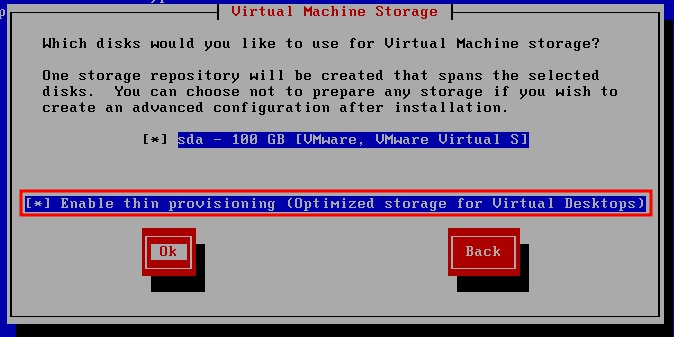 Virtual Machine Storage
Which disks would you like to use for Virtual Machine storage?
One storage repository will be created that spans the selected
disks.  You can choose not to prepare any storage if you wish to
create an advanced configuration after installation.
[*] sda - 100 GB [VMware, VMware Virtual S]
[*] Enable thin provisioning (Optimized storage for Virtual Desktops)
Ok Back